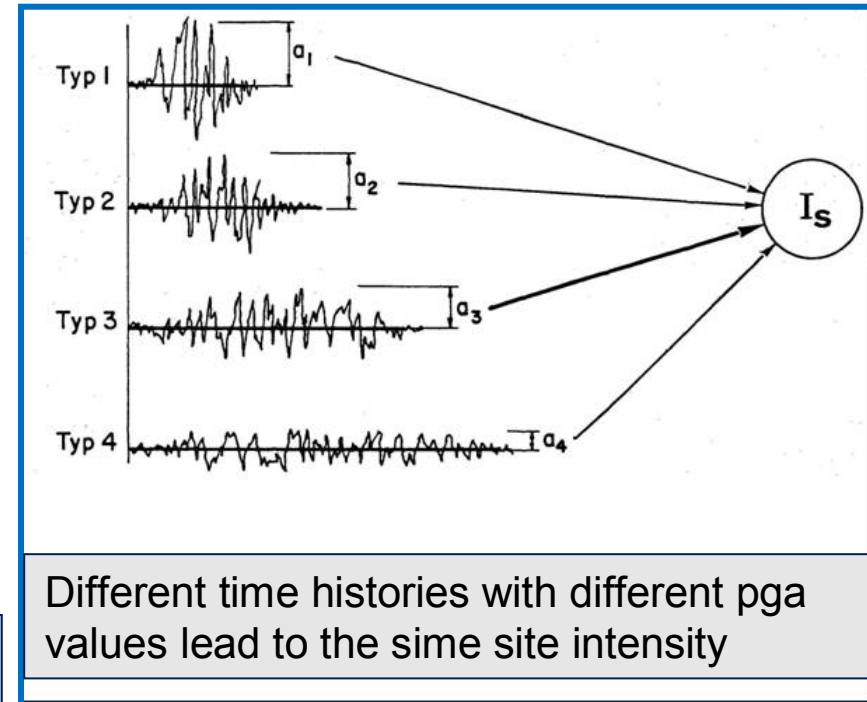 Typ 1
a1
Typ 2
a2
Is
Typ 3
a3
Typ 4
a4
Different time histories with different pga
values lead to the sime site intensity